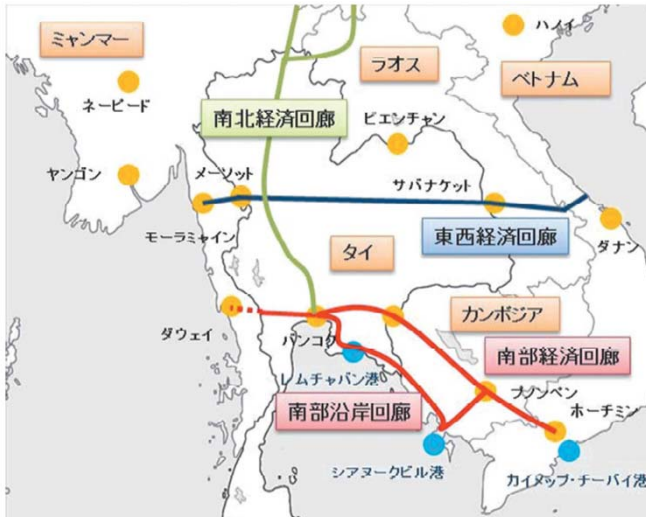 ハノイ
ミャンマー
ラオス
ベトナム
ネーピード
南北経済回廊
ビエンチャン
ヤンゴン
メーソット
サバナケット
モーラミャイン
東西経済回廊
ダナン
タイ
カンボジア
ダウェイ
バンコク
南部経済回廊
レムチャバン港
プノンペン
南部沿岸回廊
ホーチミン
シアヌークビル港
カイメップ・チーバイ港